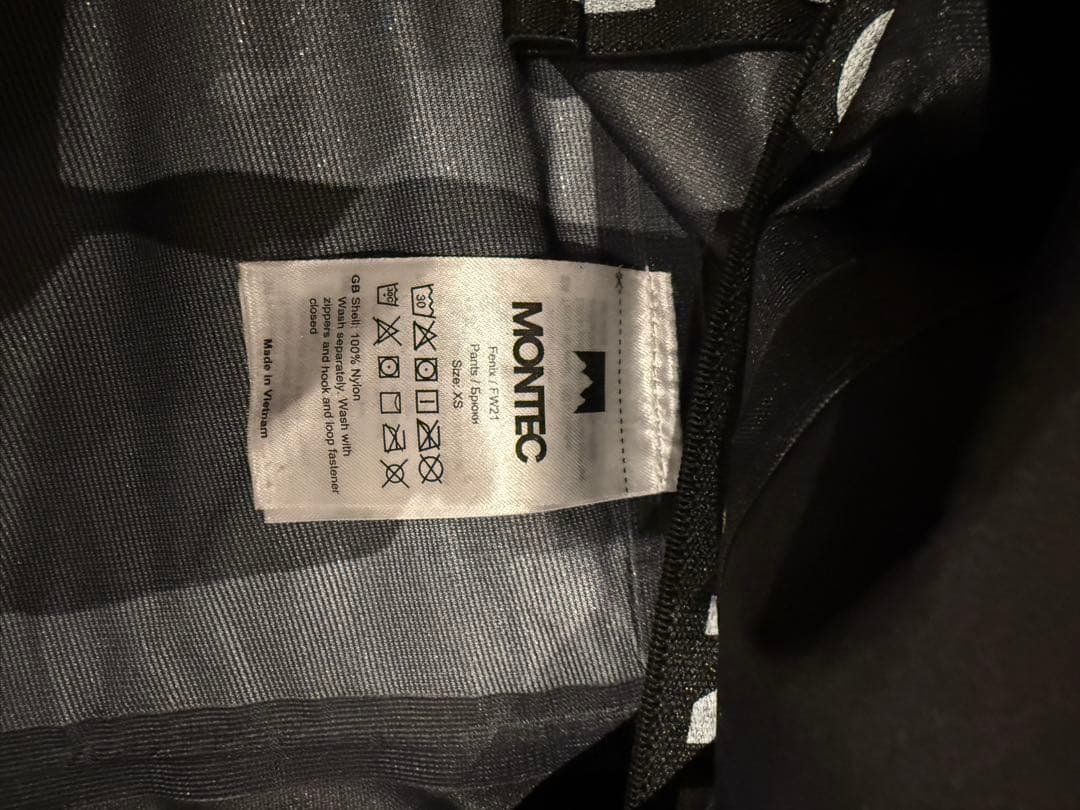 MONTEC
Fenix / FW21
Pants / Брюки
Size: XS
30
GB Shell: 100% Nylon
Wash separately. Wash with
zippers and hook and loop fastener
closed
Made in Vietnam